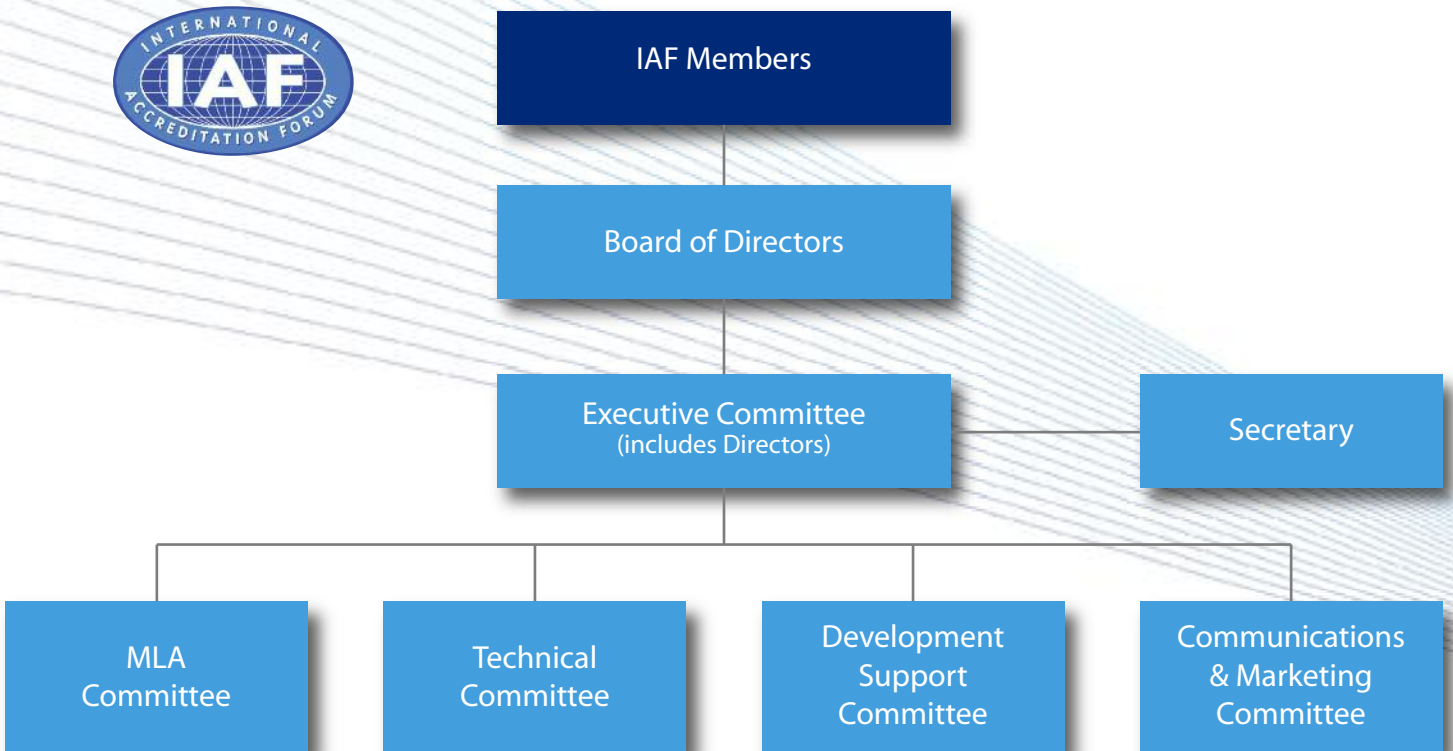 INTERNATIONAL
IAF
ACCREDITATION FORUM
IAF Members
Board of Directors
Executive Committee
(includes Directors)
Secretary
MLA
Committee
Technical
Committee
Development
Support
Committee
Communications
& Marketing
Committee